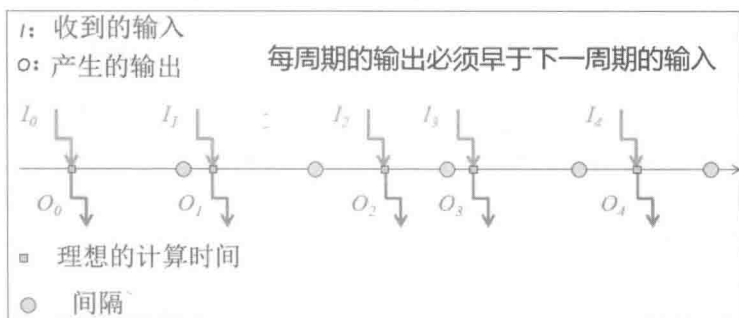 I: 收到的输入
O: 产生的输出
每周期的输出必须早于下一周期的输入
I0 I1 I2 I3 I4
O0 O1 O2 O3 O4
理想的计算时间
间隔